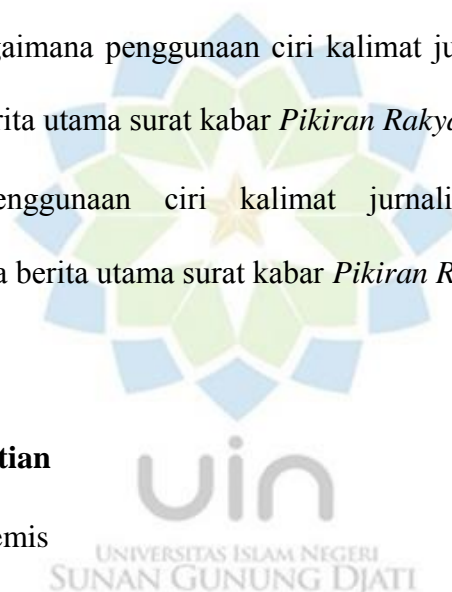 gaimana penggunaan ciri kalimat ju
rita utama surat kabar Pikiran Rakya
enggunaan ciri kalimat jurnali
a berita utama surat kabar Pikiran R
tian
emis
uin
UNIVERSITAS ISLAM NEGERI
SUNAN GUNUNG DJATI